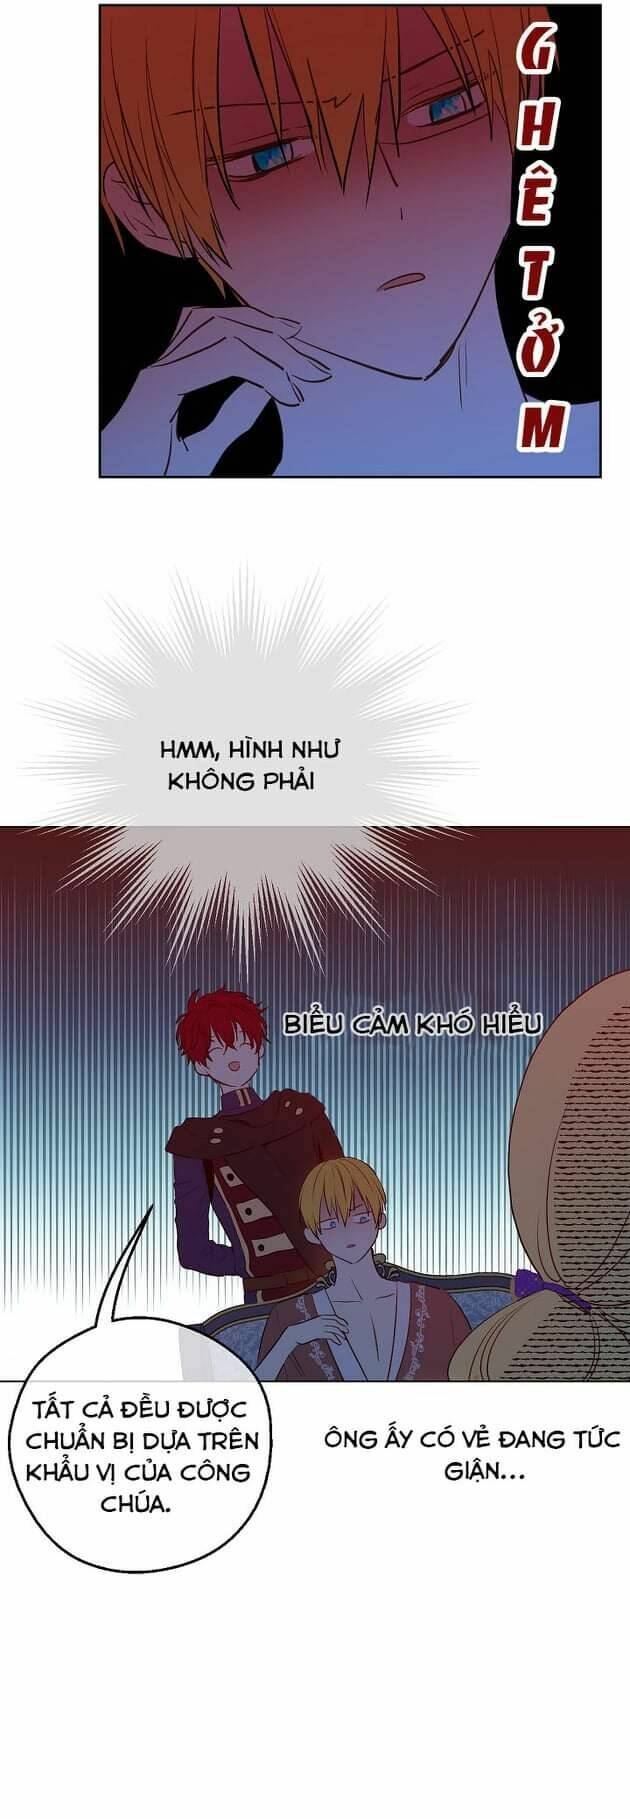 GHÊ TỞM
HMM, HÌNH NHƯ
KHÔNG PHẢI
BIỂU CẢM KHÓ HIỂU
TẤT CẢ ĐỀU ĐƯỢC
CHUẨN BỊ DỰA TRÊN
KHẨU VỊ CỦA CÔNG
CHÚA.
ÔNG ẤY CÓ VẺ ĐANG TỨC
GIẬN...